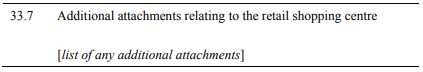 33.7 Additional attachments relating to the retail shopping centre
[list of any additional attachments]